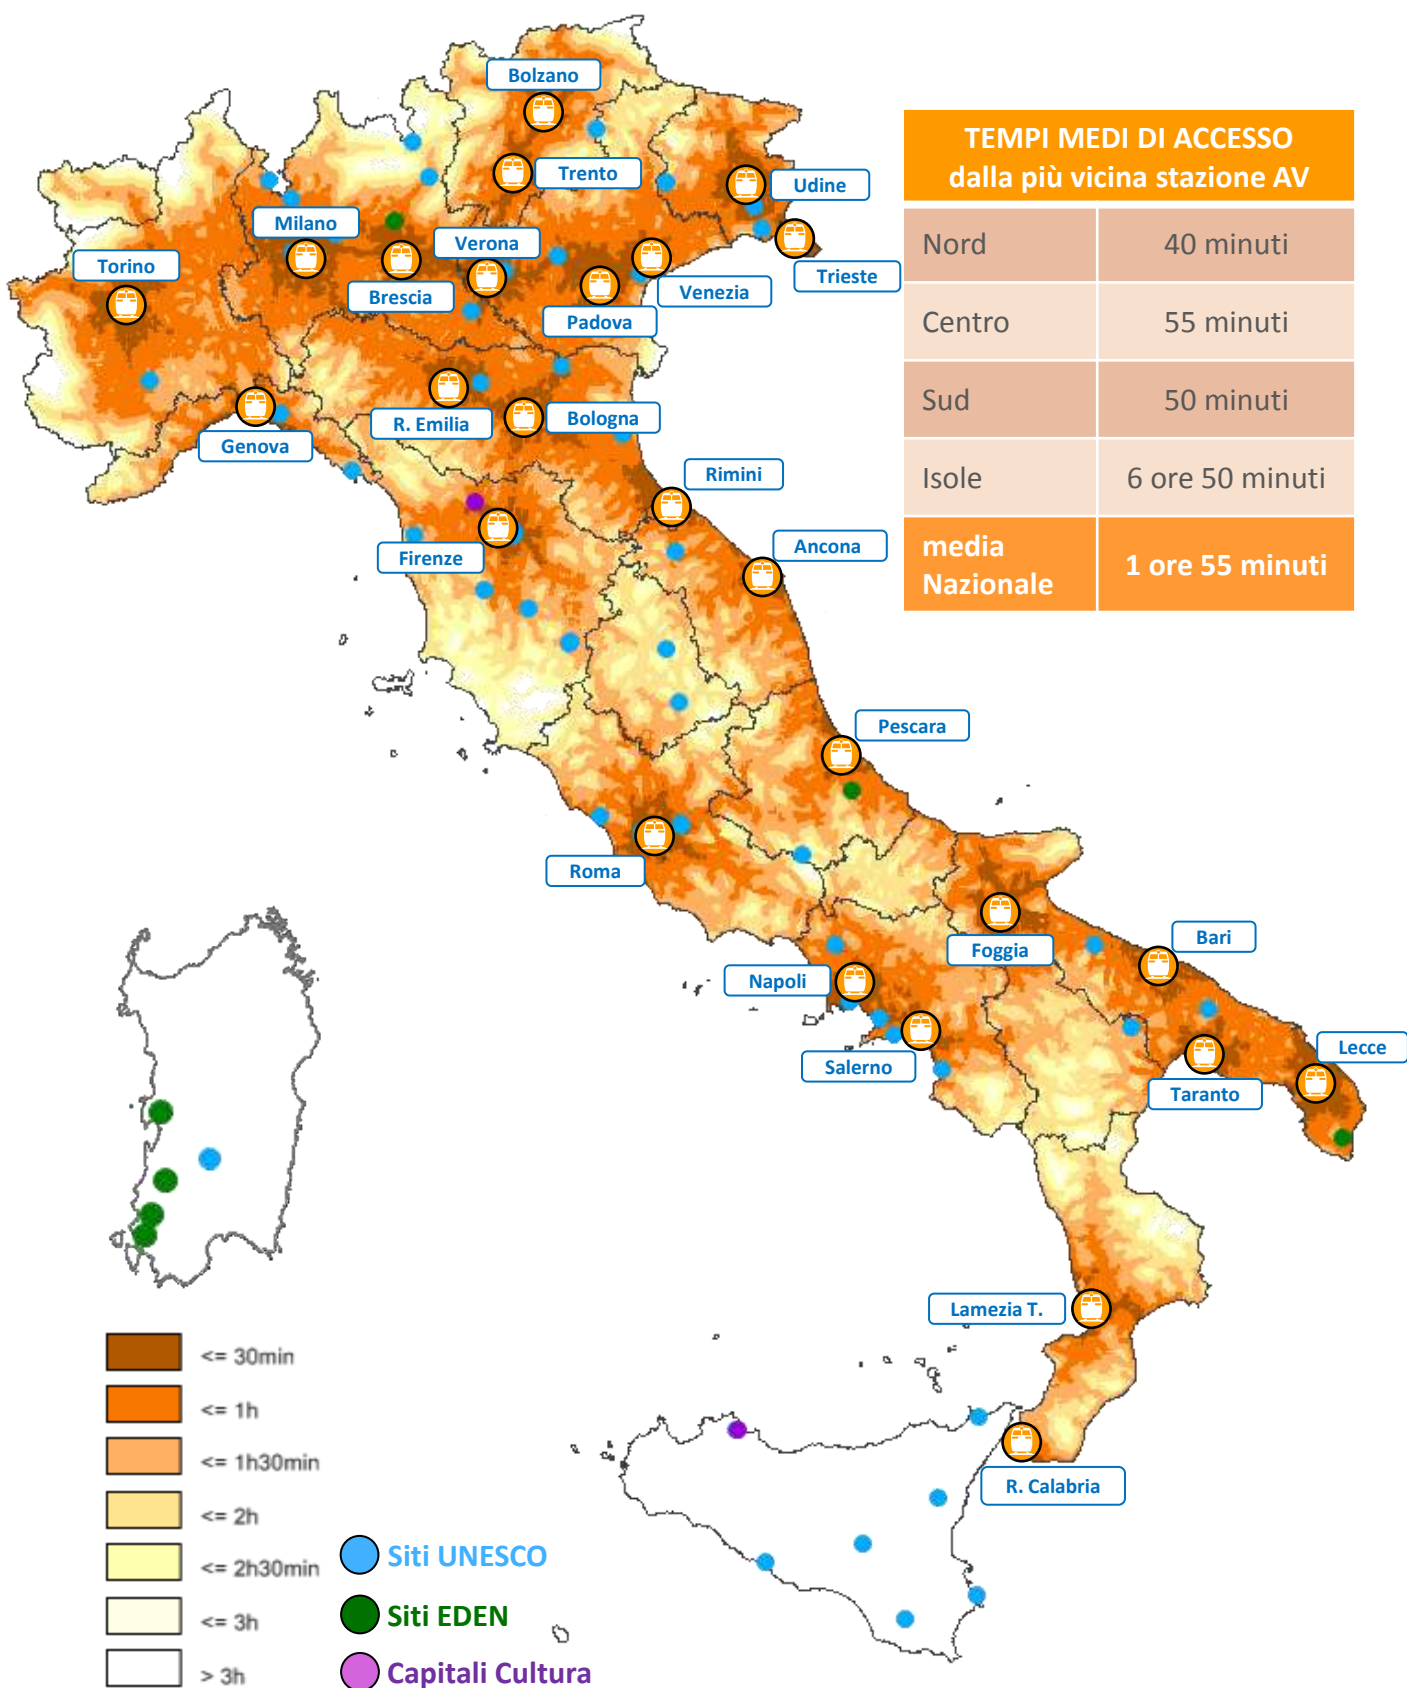 Bolzano
TEMPI MEDI DI ACCESSO
dalla più vicina stazione AV
Trento
Udine
Milano
Verona
Nord 40 minuti
Torino
Trieste
Brescia
Venezia
Padova
Centro 55 minuti
R. Emilia
Bologna
Sud 50 minuti
Genova
Rimini
Isole 6 ore 50 minuti
Firenze
Ancona
media
Nazionale
1 ore 55 minuti
Pescara
Roma
Foggia
Bari
Napoli
Salerno
Lecce
Taranto
Lamezia T.
R. Calabria
<= 30min
<= 1h
<= 1h30min
<= 2h
<= 2h30min
<= 3h
> 3h
Siti UNESCO
Siti EDEN
Capitali Cultura